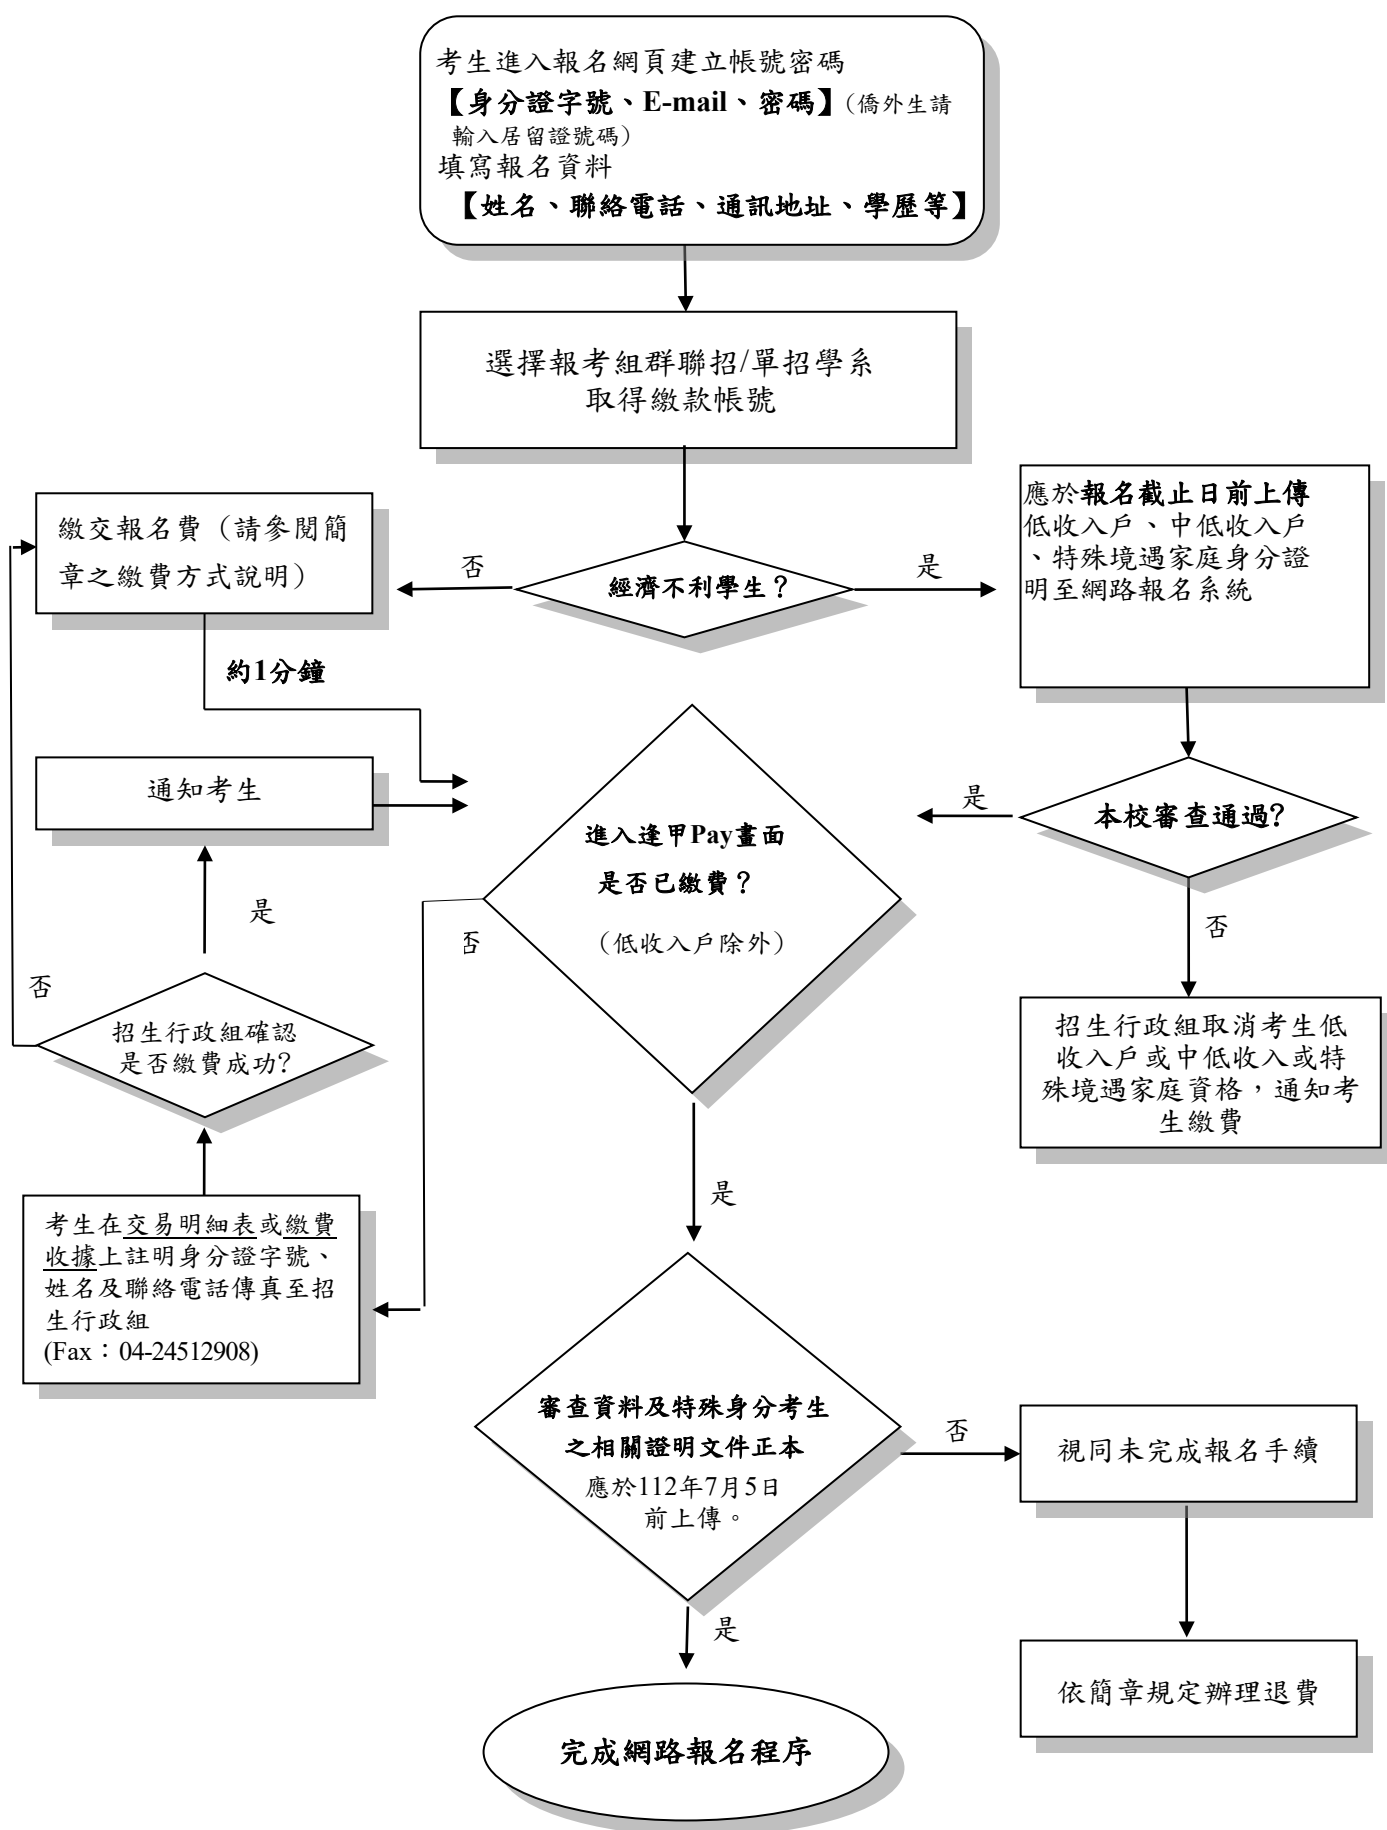 考生進入報名網頁建立帳號密碼
【身分證字號、E-mail、密碼】(僑外生請
輸入居留證號碼)
填寫報名資料
【姓名、聯絡電話、通訊地址、學歷等】
選擇報考組群聯招/單招學系
取得繳款帳號
繳交報名費（請參閱簡
章之繳費方式說明）
否
經濟不利學生？
是
應於報名截止日前上傳
低收入戶、中低收入戶
、特殊境遇家庭身分證
明至網路報名系統
約1分鐘
通知考生
進入逢甲Pay畫面
是否已繳費？
（低收入戶除外）
是
本校審查通過?
是
否
否
否
招生行政組確認
是否繳費成功?
招生行政組取消考生低
收入戶或中低收入或特
殊境遇家庭資格，通知考
生繳費
是
考生在交易明細表或繳費
收據上註明身分證字號、
姓名及聯絡電話傳真至招
生行政組
(Fax：04-24512908)
審查資料及特殊身分考生
之相關證明文件正本
應於112年7月5日
前上傳。
否
視同未完成報名手續
是
依簡章規定辦理退費
完成網路報名程序